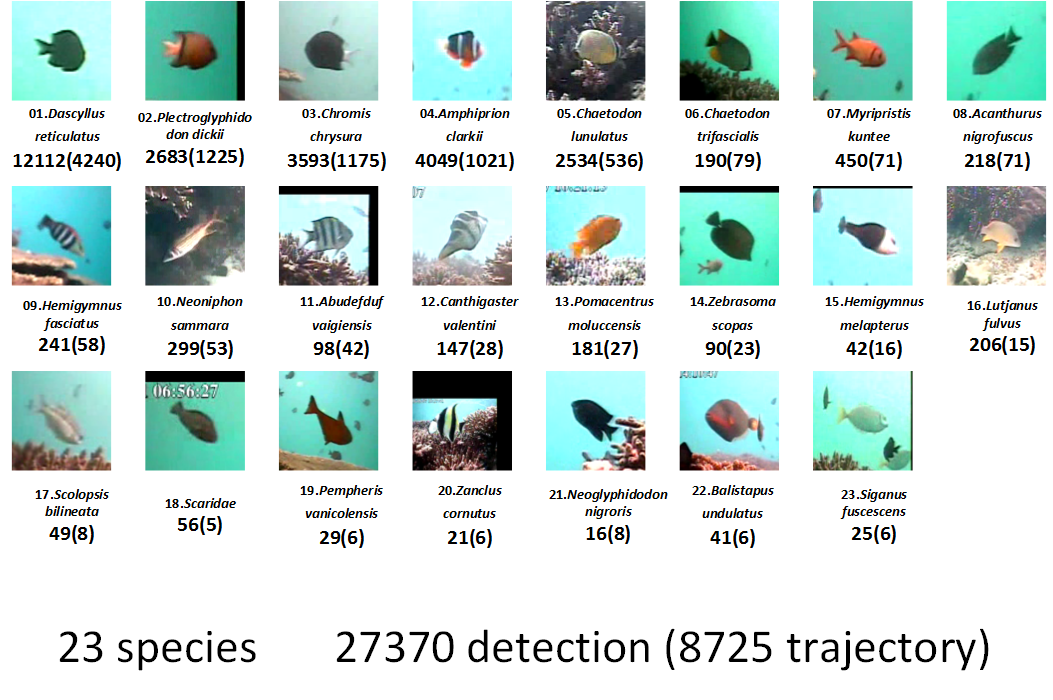 01.Dascyllus
reticulatus
12112(4240)
02.Plectroglyphido
don dickii
2683(1225)
03.Chromis
chrysura
3593(1175)
04.Amphiprion
clarkii
4049(1021)
05.Chaetodon
lunulatus
2534(536)
06.Chaetodon
trifascialis
190(79)
07.Myripristis
kuntee
450(71)
08.Acanthurus
nigrofuscus
218(71)
09.Hemigymnus
fasciatus
241(58)
10.Neoniphon
sammara
299(53)
11.Abudefduf
vaigiensis
98(42)
07
12.Canthigaster
valentini
147(28)
13.Pomacentrus
moluccensis
181(27)
14.Zebrasoma
scopas
90(23)
15.Hemigymnus
melapterus
42(16)
16.Lutjanus
fulvus
206(15)
17.Scolopsis
bilineata
49(8)
06:56:27
18.Scaridae
56(5)
19.Pempheris
vanicolensis
29(6)
20.Zanclus
cornutus
21(6)
21.Neoglyphidodon
nigroris
16(8)
22.Balistapus
undulatus
41(6)
23.Siganus
fuscescens
25(6)
23 species
27370 detection (8725 trajectory)